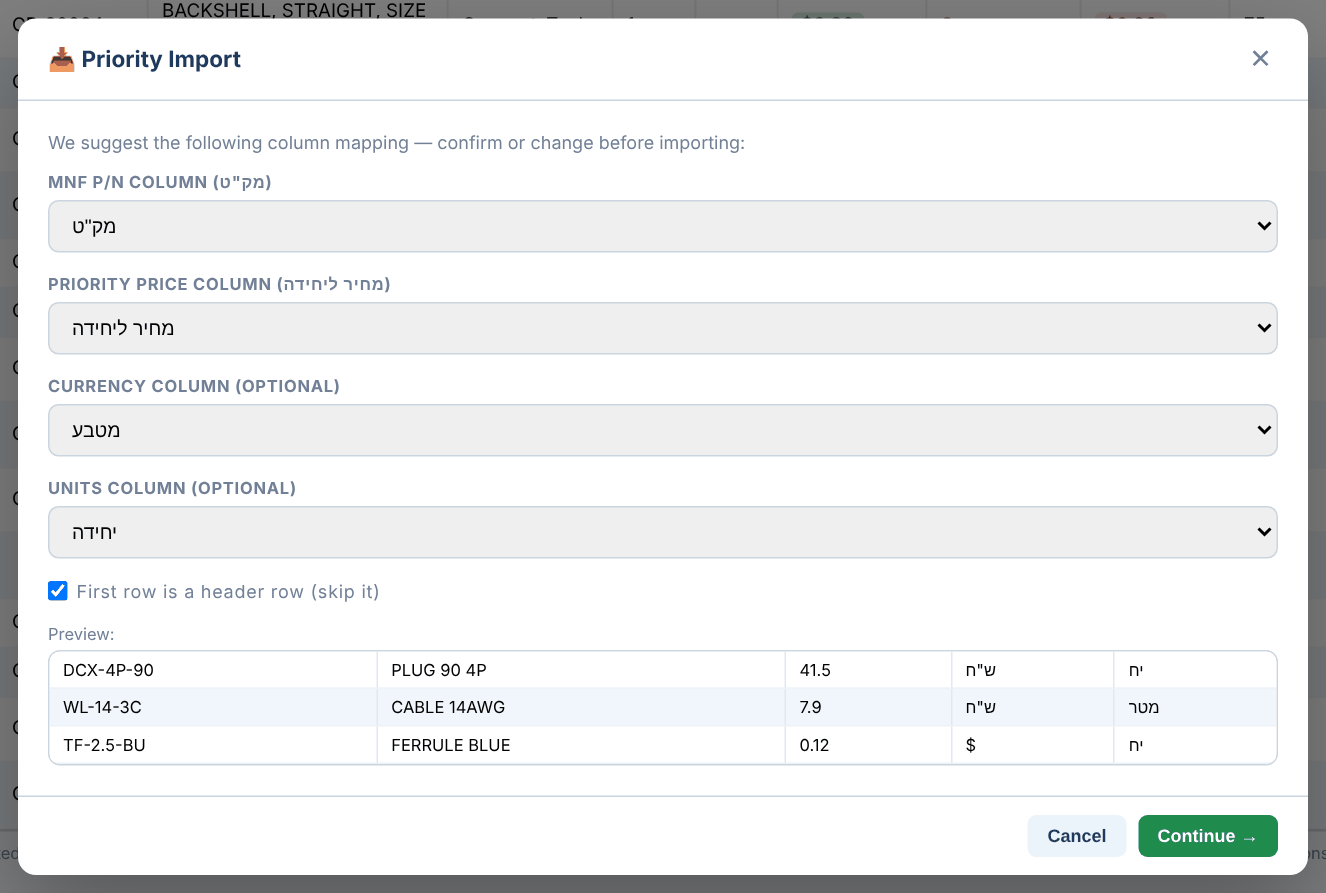 BACKSHELL, STRAIGHT, SIZE
📥 Priority Import ✕
We suggest the following column mapping — confirm or change before importing:
MNF P/N COLUMN (מק"ט)
מק"ט
PRIORITY PRICE COLUMN (מחיר ליחידה)
מחיר ליחידה
CURRENCY COLUMN (OPTIONAL)
מטבע
UNITS COLUMN (OPTIONAL)
יחידה
First row is a header row (skip it)
Preview:
DCX-4P-90 PLUG 90 4P 41.5 ש"ח יח
WL-14-3C CABLE 14AWG 7.9 ש"ח מטר
TF-2.5-BU FERRULE BLUE 0.12 $ יח
Cancel Continue →